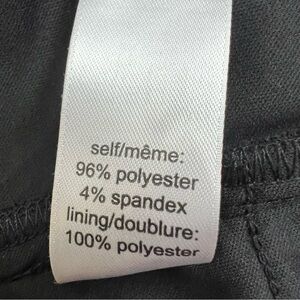 self/même:
96% polyester
4% spandex
lining/doublure:
100% polyester